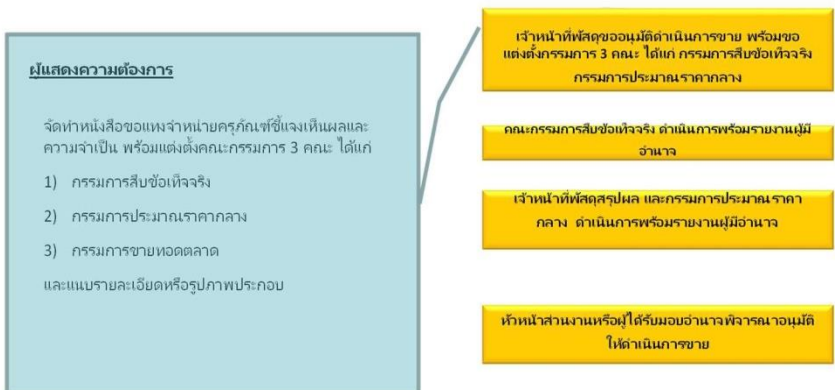 ผู้แสดงความต้องการ
จัดทำหนังสือขอแทงจำหน่ายครุภัณฑ์ชี้แจงเห็นผลและ
ความจำเป็น พร้อมแต่งตั้งคณะกรรมการ 3 คณะ ได้แก่
1) กรรมการสืบข้อเท็จจริง
2) กรรมการประมาณราคากลาง
3) กรรมการขายทอดตลาด
และแนบรายละเอียดหรือรูปภาพประกอบ
เจ้าหน้าที่พัสดุขออนุมัติดำเนินการขาย พร้อมขอ
แต่งตั้งกรรมการ 3 คณะ ได้แก่ กรรมการสืบข้อเท็จจริง
กรรมการประมาณราคากลาง
คณะกรรมการสืบข้อเท็จจริง ดำเนินการพร้อมรายงานผู้มี
อำนาจ
เจ้าหน้าที่พัสดุสรุปผล และกรรมการประมาณราคา
กลาง ดำเนินการพร้อมรายงานผู้มีอำนาจ
หัวหน้าส่วนงานหรือผู้ได้รับมอบอำนาจพิจารณาอนุมัติ
ให้ดำเนินการขาย